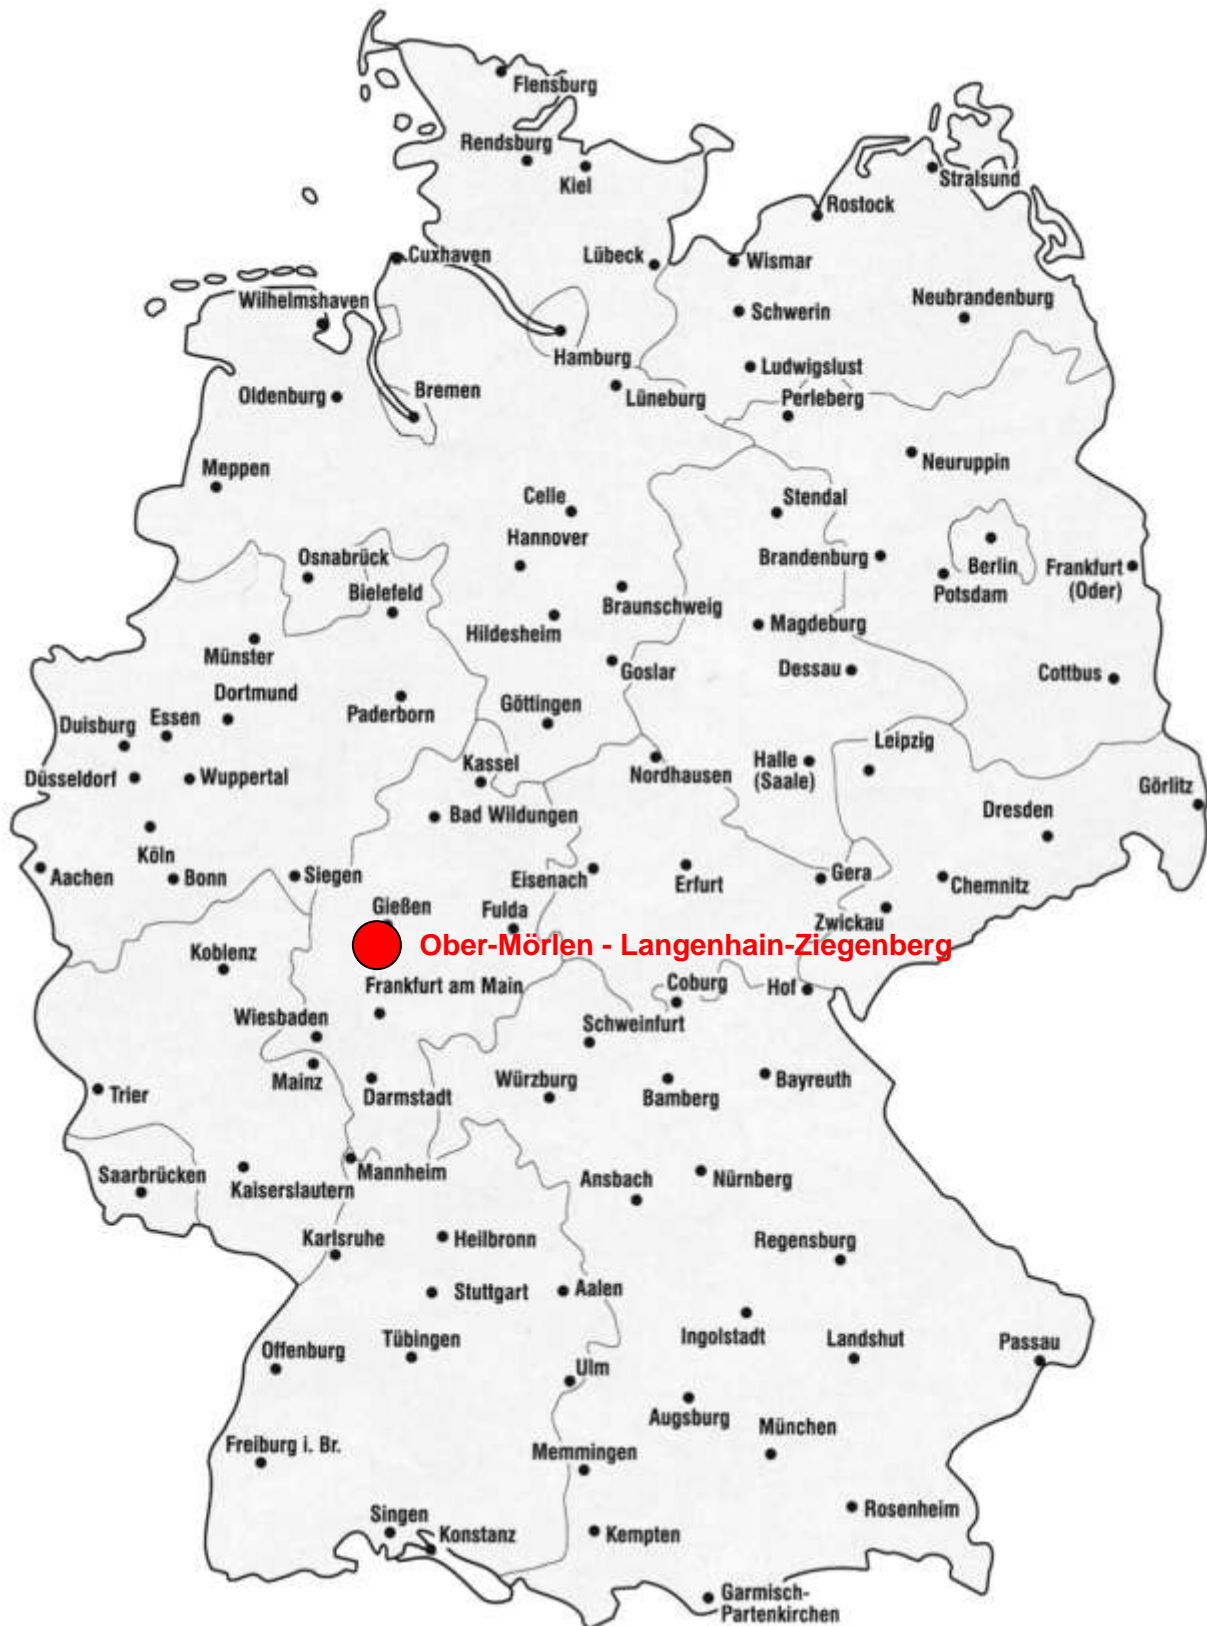 Flensburg
Rendsburg
Kiel
Stralsund
Rostock
Cuxhaven
Lübeck
Wismar
Wilhelmshaven
Schwerin
Neubrandenburg
Hamburg
Ludwigslust
Oldenburg
Bremen
Lüneburg
Perleberg
Meppen
Neuruppin
Celle
Stendal
Hannover
Osnabrück
Brandenburg
Berlin
Frankfurt
(Oder)
Bielefeld
Potsdam
Braunschweig
Hildesheim
Magdeburg
Münster
Goslar
Dessau
Cottbus
Dortmund
Paderborn
Göttingen
Duisburg
Essen
Leipzig
Düsseldorf
Wuppertal
Kassel
Nordhausen
Halle
(Saale)
Görlitz
Bad Wildungen
Dresden
Köln
Aachen
Bonn
Siegen
Eisenach
Erfurt
Gera
Chemnitz
Gießen
Fulda
Zwickau
Ober-Mörlen - Langenhain-Ziegenberg
Koblenz
Frankfurt am Main
Coburg
Hof
Wiesbaden
Schweinfurt
Mainz
Darmstadt
Würzburg
Bamberg
Bayreuth
Trier
Saarbrücken
Kaiserslautern
Mannheim
Ansbach
Nürnberg
Karlsruhe
Heilbronn
Regensburg
Stuttgart
Aalen
Ingolstadt
Landshut
Passau
Offenburg
Tübingen
Ulm
Augsburg
München
Freiburg i. Br.
Memmingen
Rosenheim
Singen
Konstanz
Kempten
Garmisch-
Partenkirchen